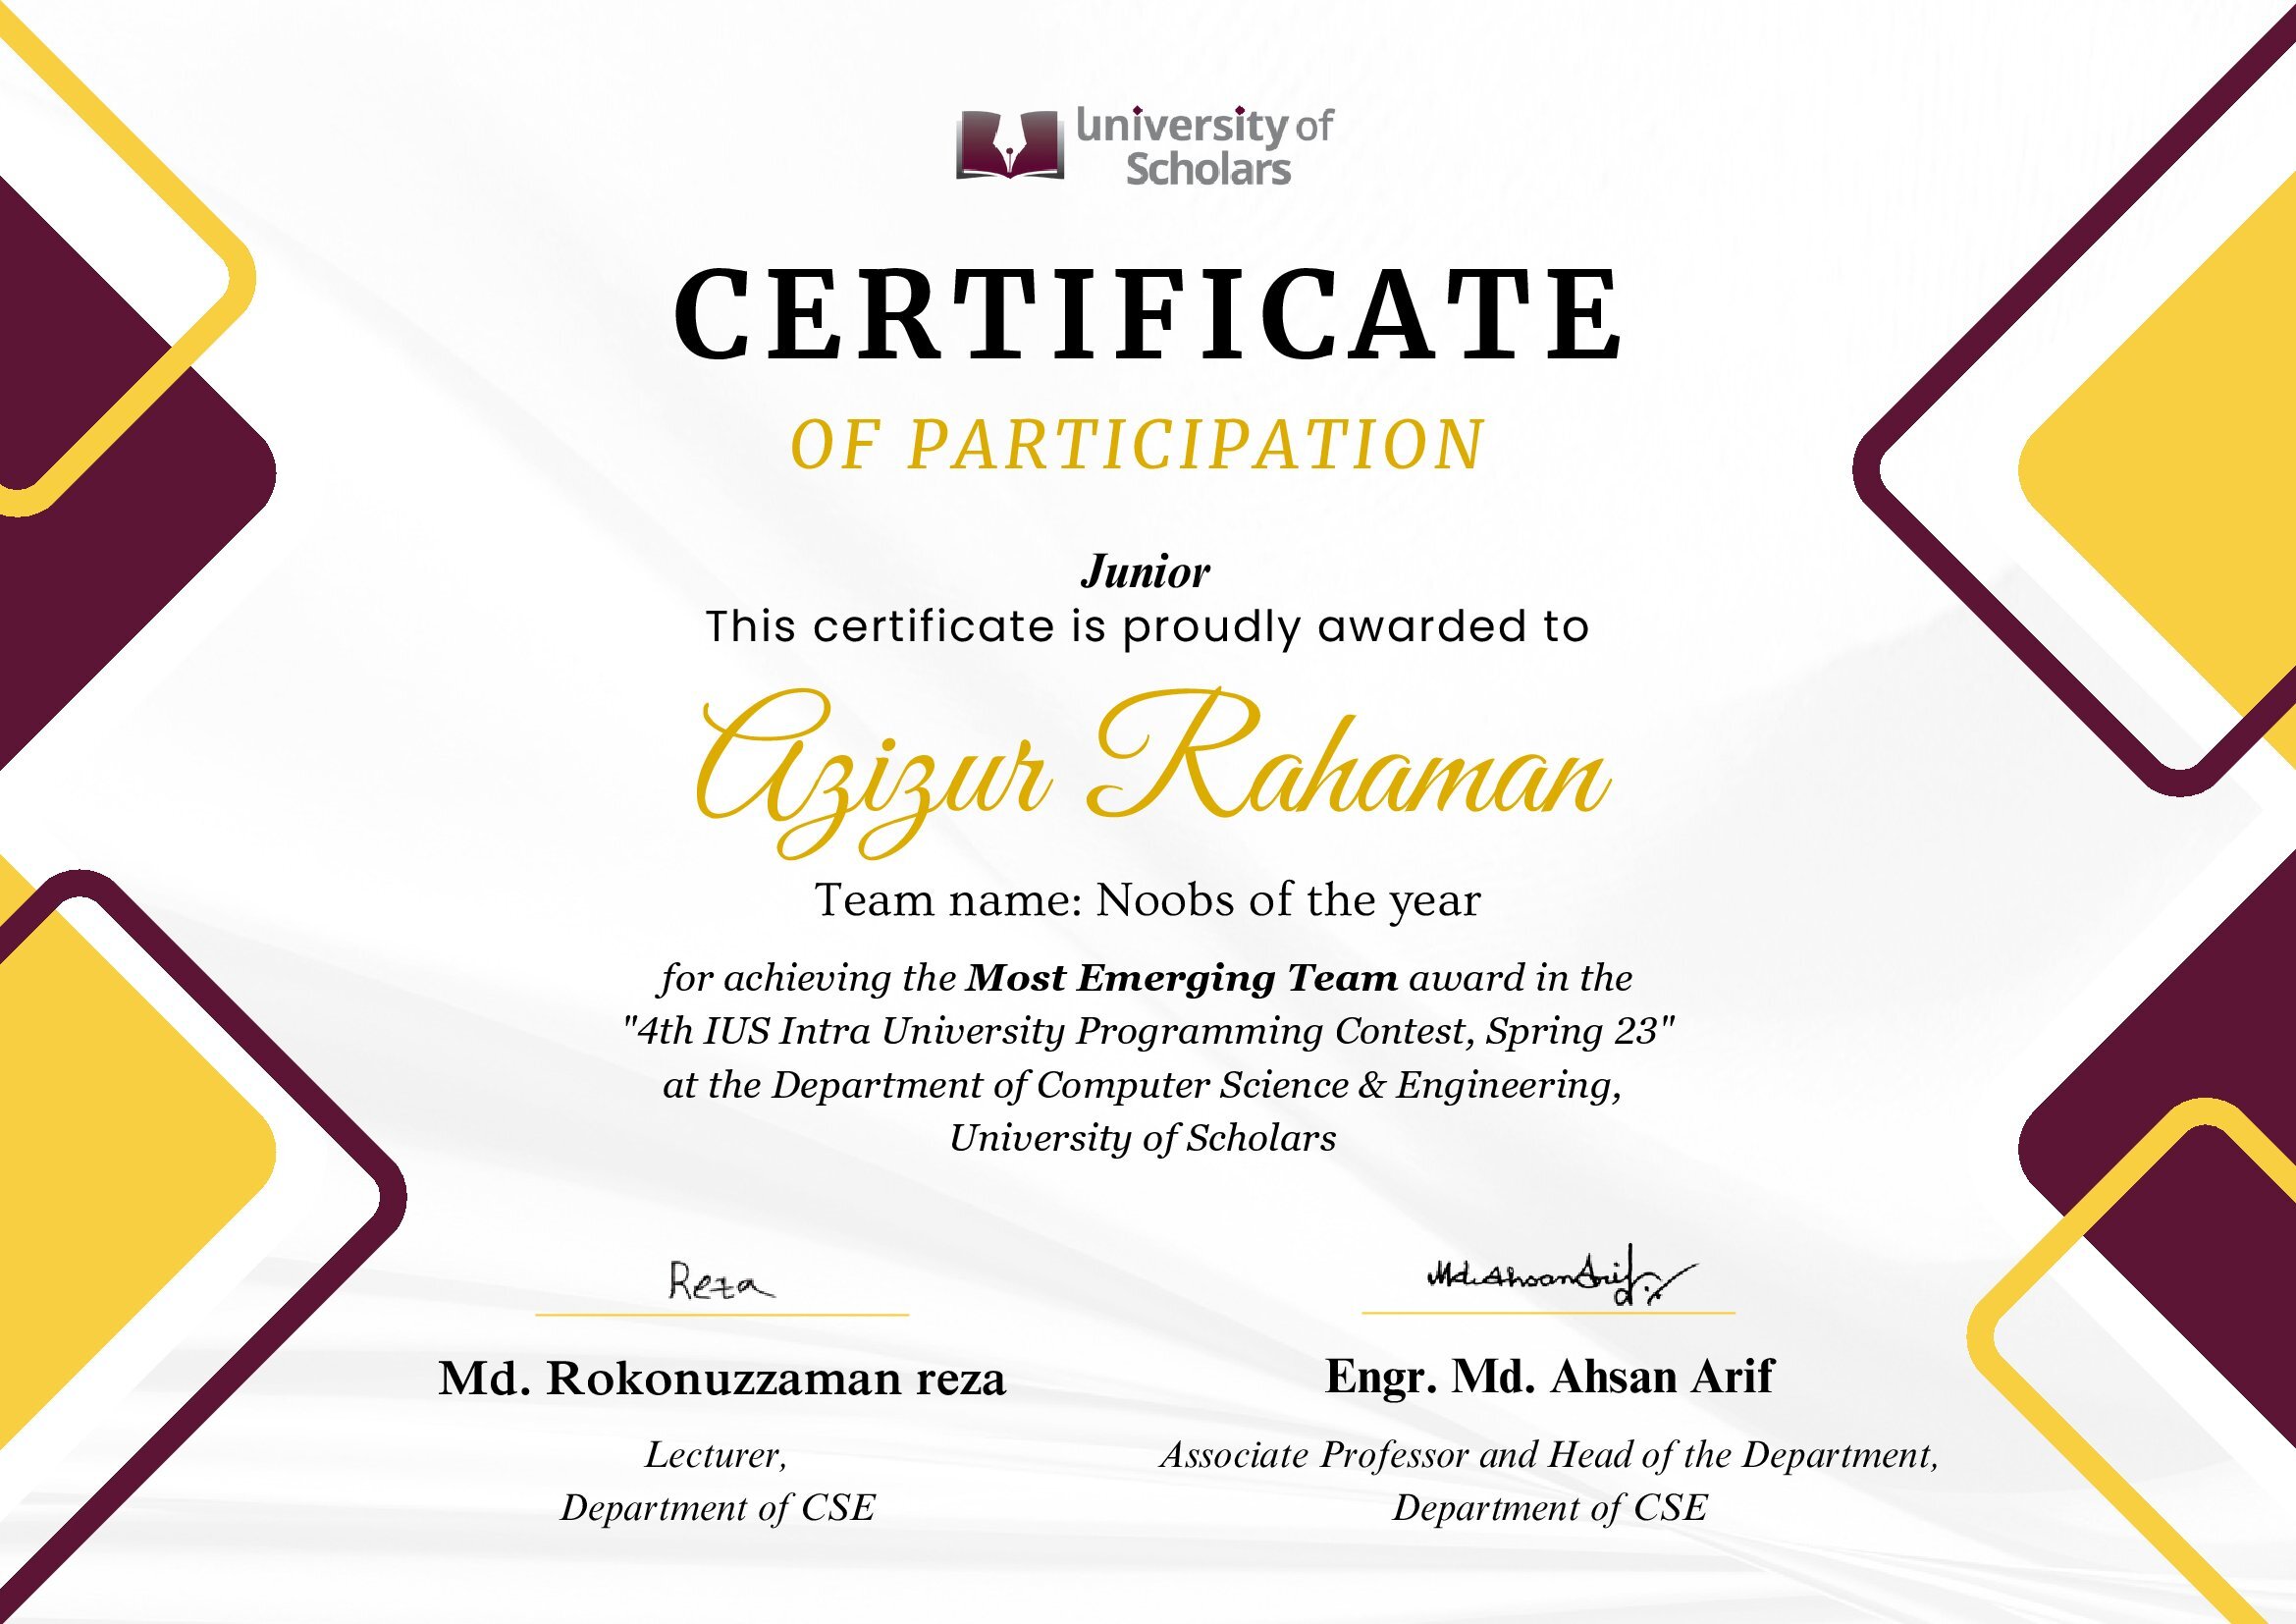 University of
Scholars
CERTIFICATE
OF PARTICIPATION
Junior
This certificate is proudly awarded to
Azizur Rahaman
Team name: Noobs of the year
for achieving the Most Emerging Team award in the
"4th IUS Intra University Programming Contest, Spring 23"
at the Department of Computer Science & Engineering,
University of Scholars
Reza
Md. Ahsan Arif
Md. Rokonuzzaman reza
Engr. Md. Ahsan Arif
Lecturer,
Department of CSE
Associate Professor and Head of the Department,
Department of CSE